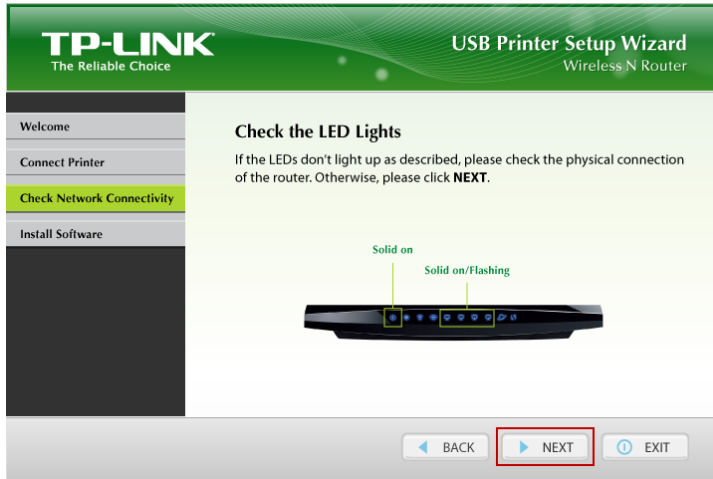 TP-LINK
The Reliable Choice
USB Printer Setup Wizard
Wireless N Router
Welcome
Connect Printer
Check Network Connectivity
Install Software
Check the LED Lights
If the LEDs don't light up as described, please check the physical connection
of the router. Otherwise, please click NEXT.
Solid on
Solid on/Flashing
BACK
NEXT
EXIT